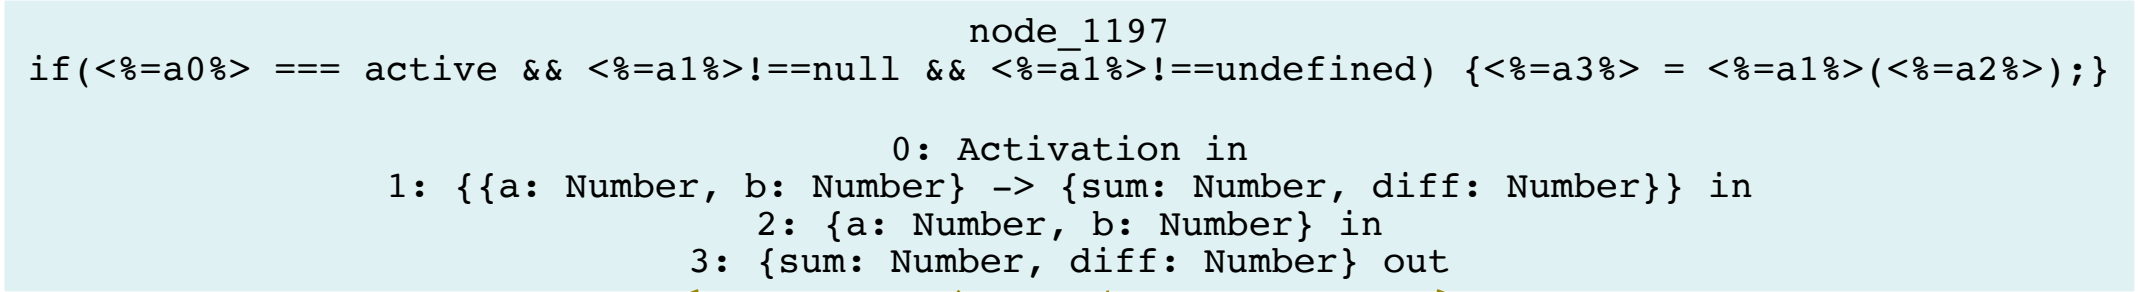 node_1197
if(<%=a0%> === active && <%=a1%>!==null && <%=a1%>!==undefined) {<%=a3%> = <%=a1%>(<%=a2%>);}
0: Activation in
1: {{a: Number, b: Number} -> {sum: Number, diff: Number}} in
2: {a: Number, b: Number} in
3: {sum: Number, diff: Number} out